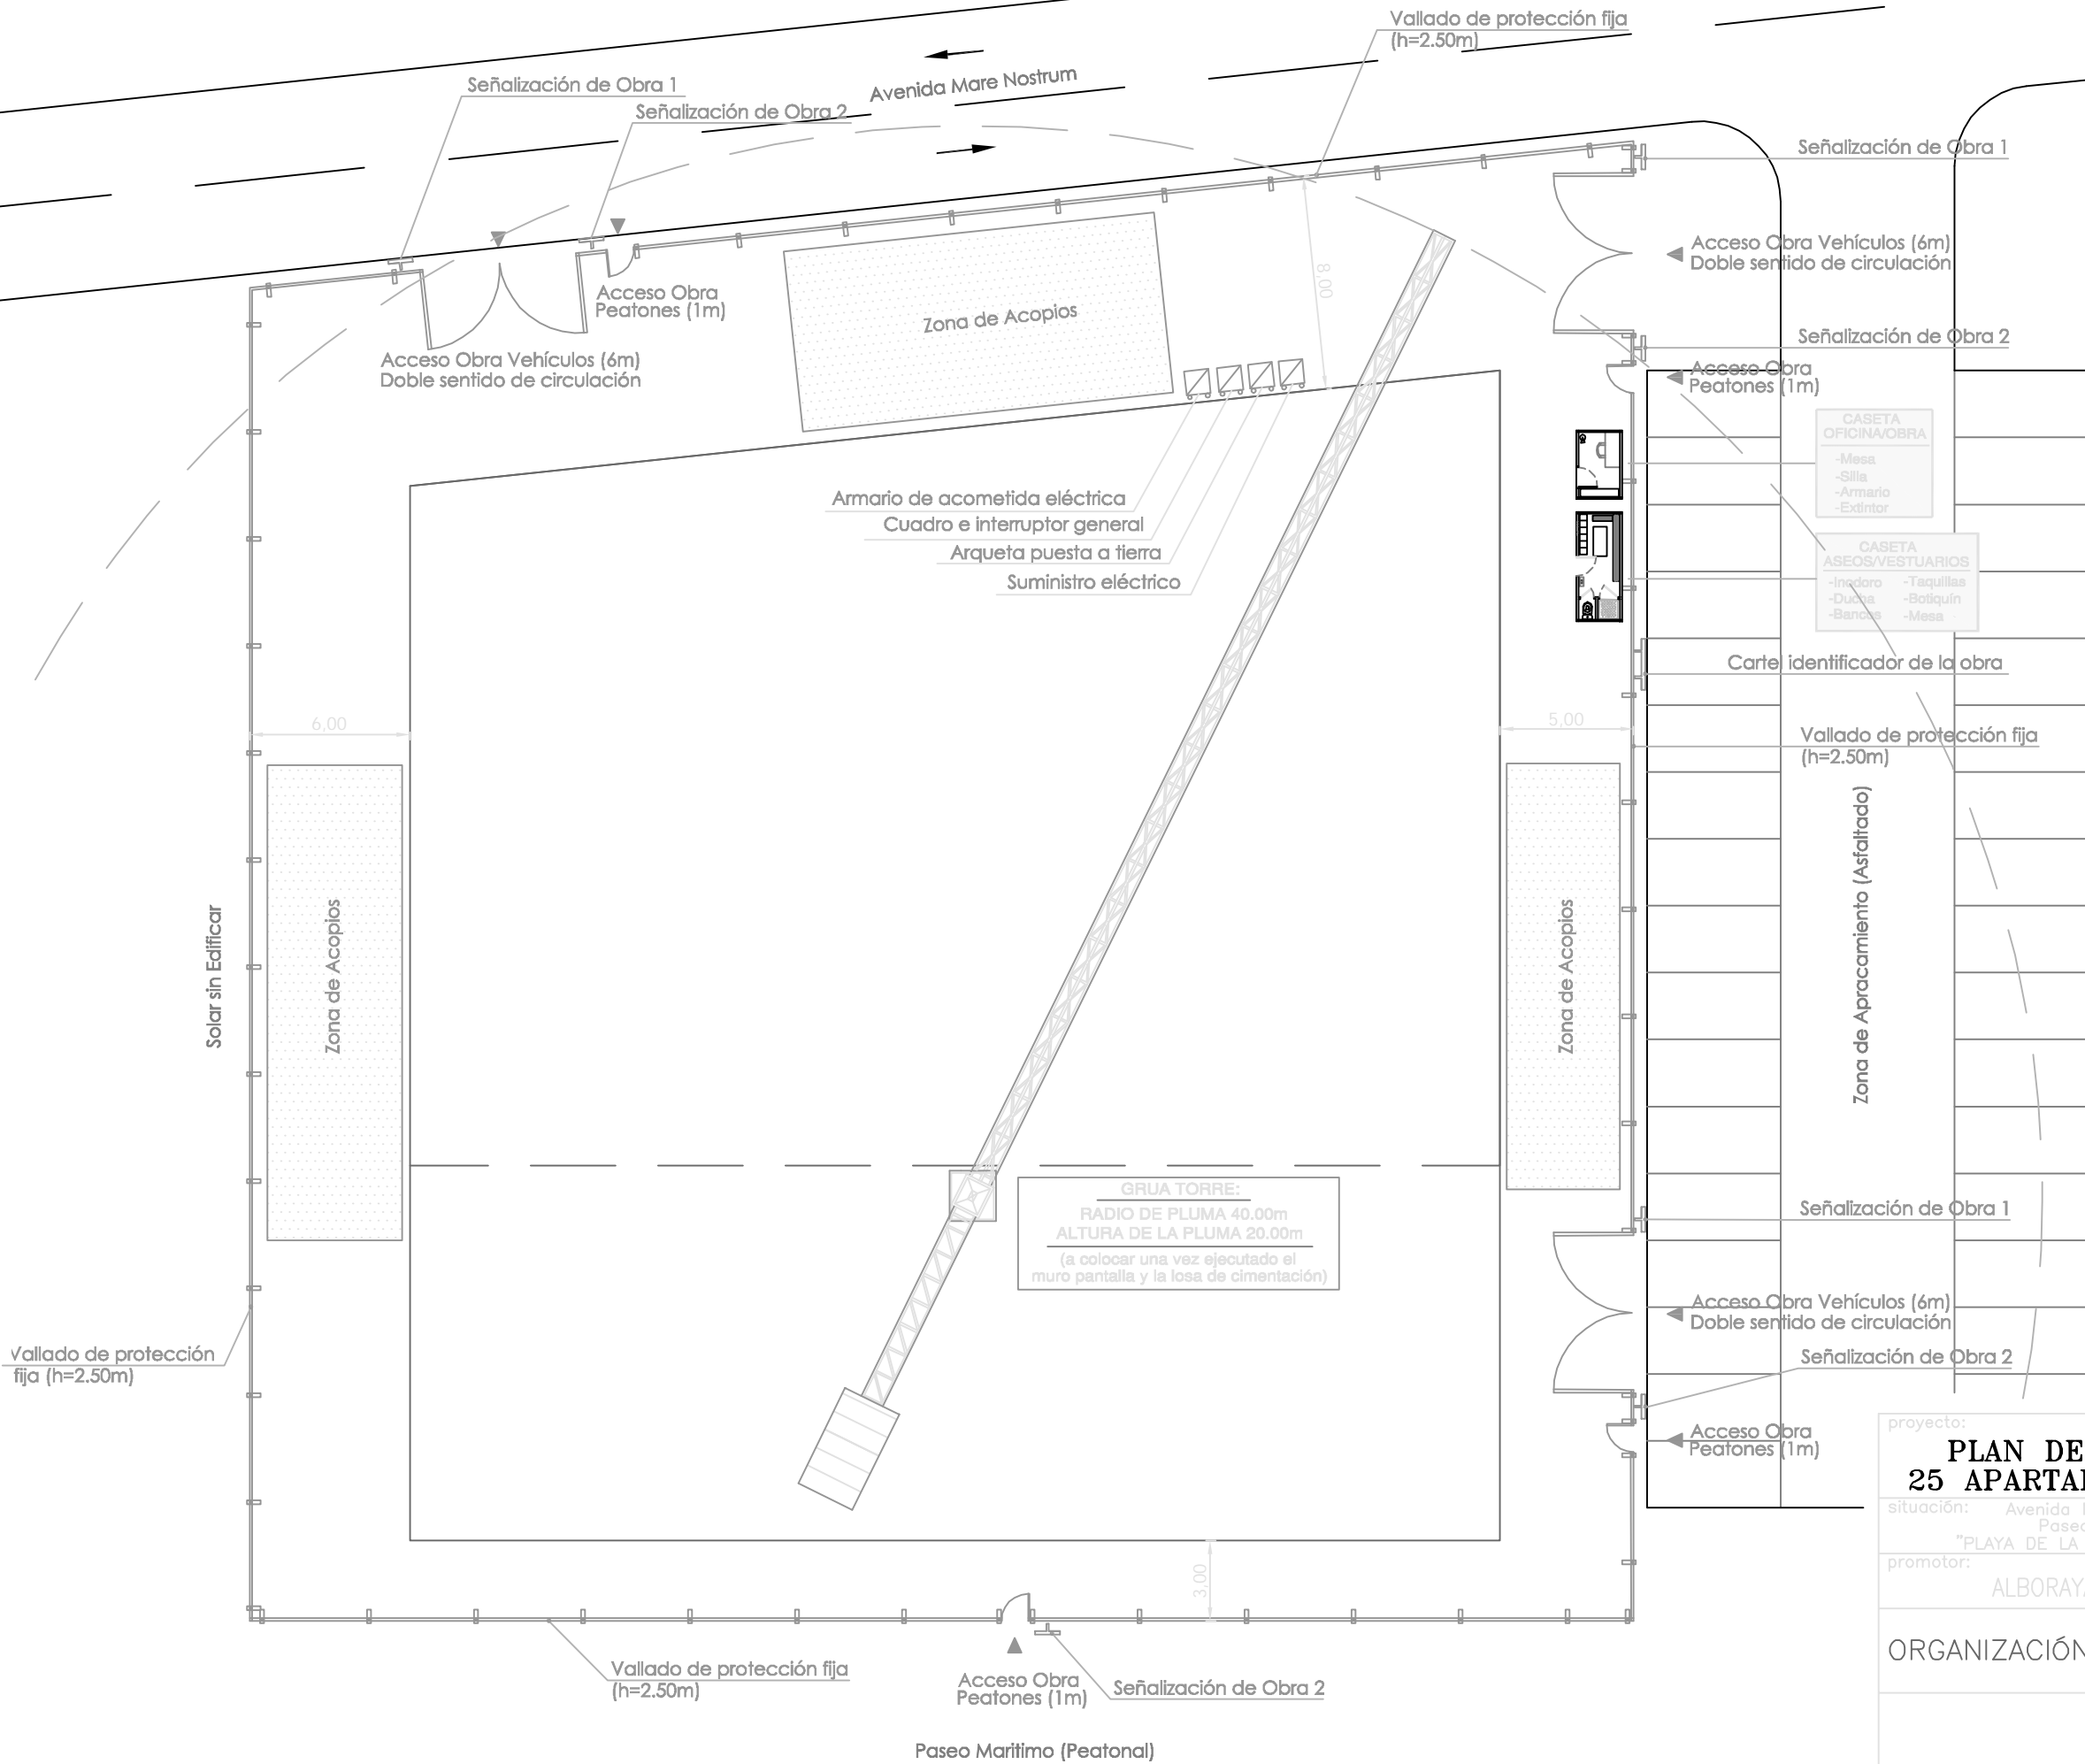 Vallado de protección fija
(h=2.50m)
Avenida Mare Nostrum
Señalización de Obra 1
Señalización de Obra 2
Señalización de Obra 1
Acceso Obra Vehículos (6m)
Doble sentido de circulación
Acceso Obra
Peatones (1m)
8,00
Zona de Acopios
Señalización de Obra 2
Acceso Obra Vehículos (6m)
Doble sentido de circulación
Acceso Obra
Peatones (1m)
CASETA
OFICINA/OBRA
-Mesa
-Silla
-Armario
-Extintor
Armario de acometida eléctrica
Cuadro e interruptor general
Arqueta puesta a tierra
Suministro eléctrico
CASETA
ASEOS/VESTUARIOS
-Inodoro -Taquillas
-Ducha -Botiquín
-Bancos -Mesa
Cartel identificador de la obra
6,00
5,00
Vallado de protección fija
(h=2.50m)
Solar sin Edificar
Zona de Acopios
Zona de Acopios
Zona de Apracamiento (Asfaltado)
GRUA TORRE:
RADIO DE PLUMA 40.00m
ALTURA DE LA PLUMA 20.00m
(a colocar una vez ejecutado el
muro pantalla y la losa de cimentación)
Señalización de Obra 1
Acceso Obra Vehículos (6m)
Doble sentido de circulación
Señalización de Obra 2
Vallado de protección
fija (h=2.50m)
Acceso Obra
Peatones (1m)
proyecto:
PLAN DE
25 APARTA
situación: Avenida
Paseo
"PLAYA DE LA
promotor:
ALBORAYA
ORGANIZACIÓN
3,00
Vallado de protección fija
(h=2.50m)
Acceso Obra
Peatones (1m)
Señalización de Obra 2
Paseo Maritimo (Peatonal)